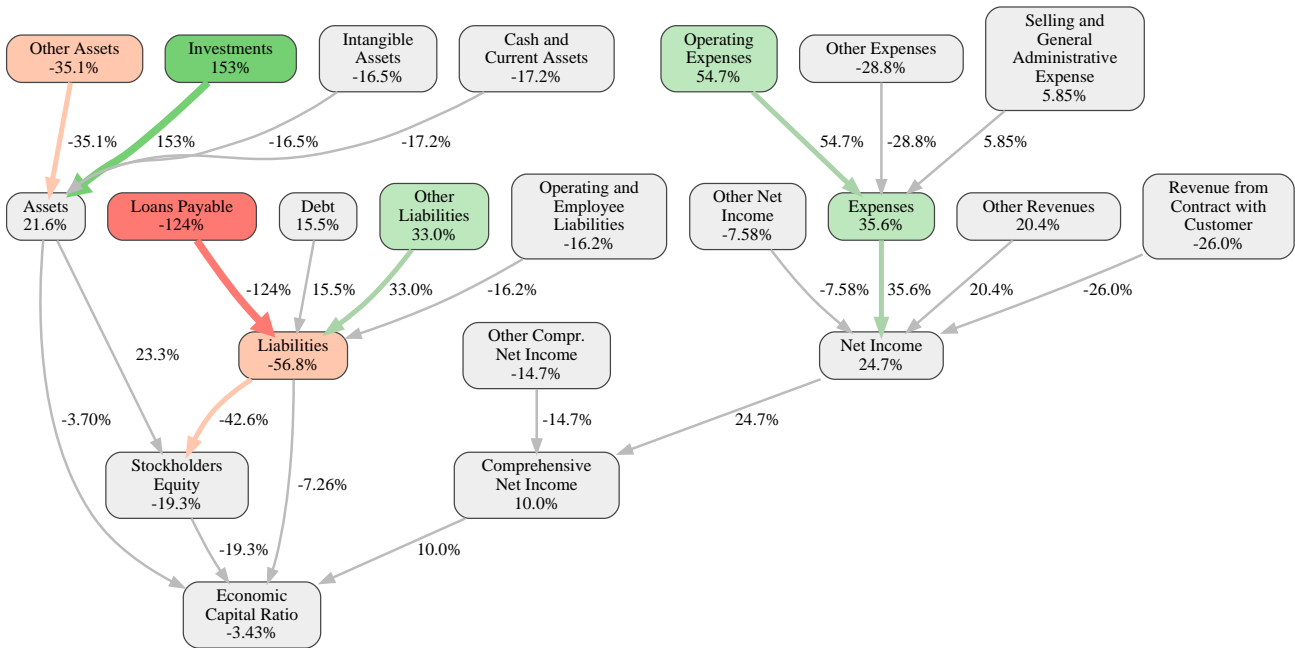 Other Assets
-35.1%
Investments
153%
Intangible
Assets
-16.5%
Cash and
Current Assets
-17.2%
Operating
Expenses
54.7%
Other Expenses
-28.8%
Selling and
General
Administrative
Expense
5.85%
-35.1%
153%
-16.5%
-17.2%
54.7%
-28.8%
5.85%
Assets
21.6%
Loans Payable
-124%
Debt
15.5%
Other
Liabilities
33.0%
Operating and
Employee
Liabilities
-16.2%
Other Net
Income
-7.58%
Expenses
35.6%
Other Revenues
20.4%
Revenue from
Contract with
Customer
-26.0%
-124%
15.5%
33.0%
-16.2%
-7.58%
35.6%
20.4%
-26.0%
23.3%
Liabilities
-56.8%
Other Compr.
Net Income
-14.7%
Net Income
24.7%
-3.70%
-42.6%
-14.7%
24.7%
Stockholders
Equity
-19.3%
-7.26%
Comprehensive
Net Income
10.0%
-19.3%
10.0%
Economic
Capital Ratio
-3.43%